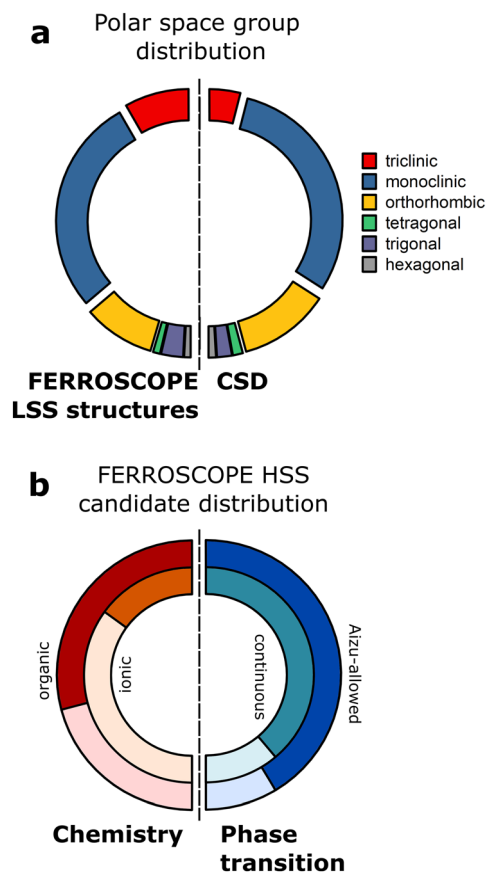 a
Polar space group
distribution
triclinic
monoclinic
orthorhombic
tetragonal
trigonal
hexagonal
FERROSCOPE
LSS structures
CSD
b
FERROSCOPE HSS
candidate distribution
organic
ionic
continuous
Aizu-allowed
Chemistry
Phase
transition